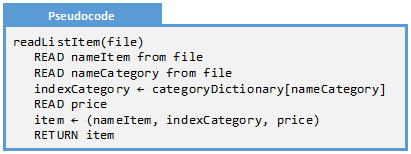 Pseudocode
readListItem(file)
READ nameItem from file
READ nameCategory from file
indexCategory ← categoryDictionary[nameCategory]
READ price
item ← (nameItem, indexCategory, price)
RETURN item